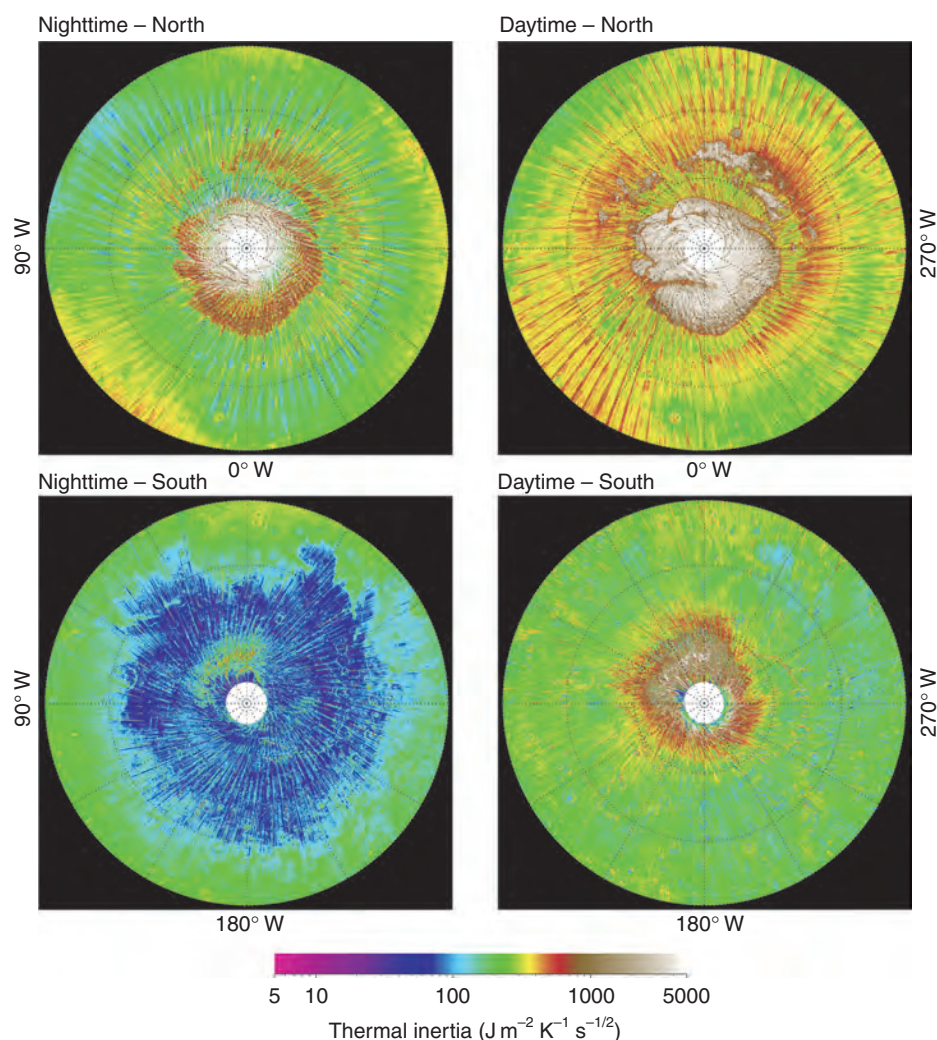 Nighttime – North
Daytime – North
90° W
270° W
0° W
0° W
Nighttime – South
Daytime – South
90° W
270° W
180° W
180° W
5 10 100 1000 5000
Thermal inertia (J m⁻² K⁻¹ s⁻¹/²)